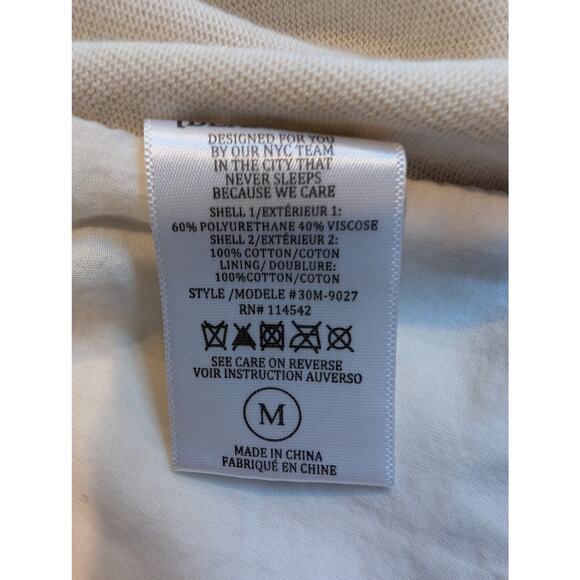 DESIGNED FOR YOU
BY OUR NYC TEAM
IN THE CITY THAT
NEVER SLEEPS
BECAUSE WE CARE
SHELL 1/EXTÉRIEUR 1:
60% POLYURETHANE 40% VISCOSE
SHELL 2/EXTÉRIEUR 2:
100% COTTON/COTON
LINING/ DOUBLURE:
100%COTTON/COTON
STYLE /MODELE #30M-9027
RN# 114542
SEE CARE ON REVERSE
VOIR INSTRUCTION AUVERSO
M
MADE IN CHINA
FABRIQUÉ EN CHINE